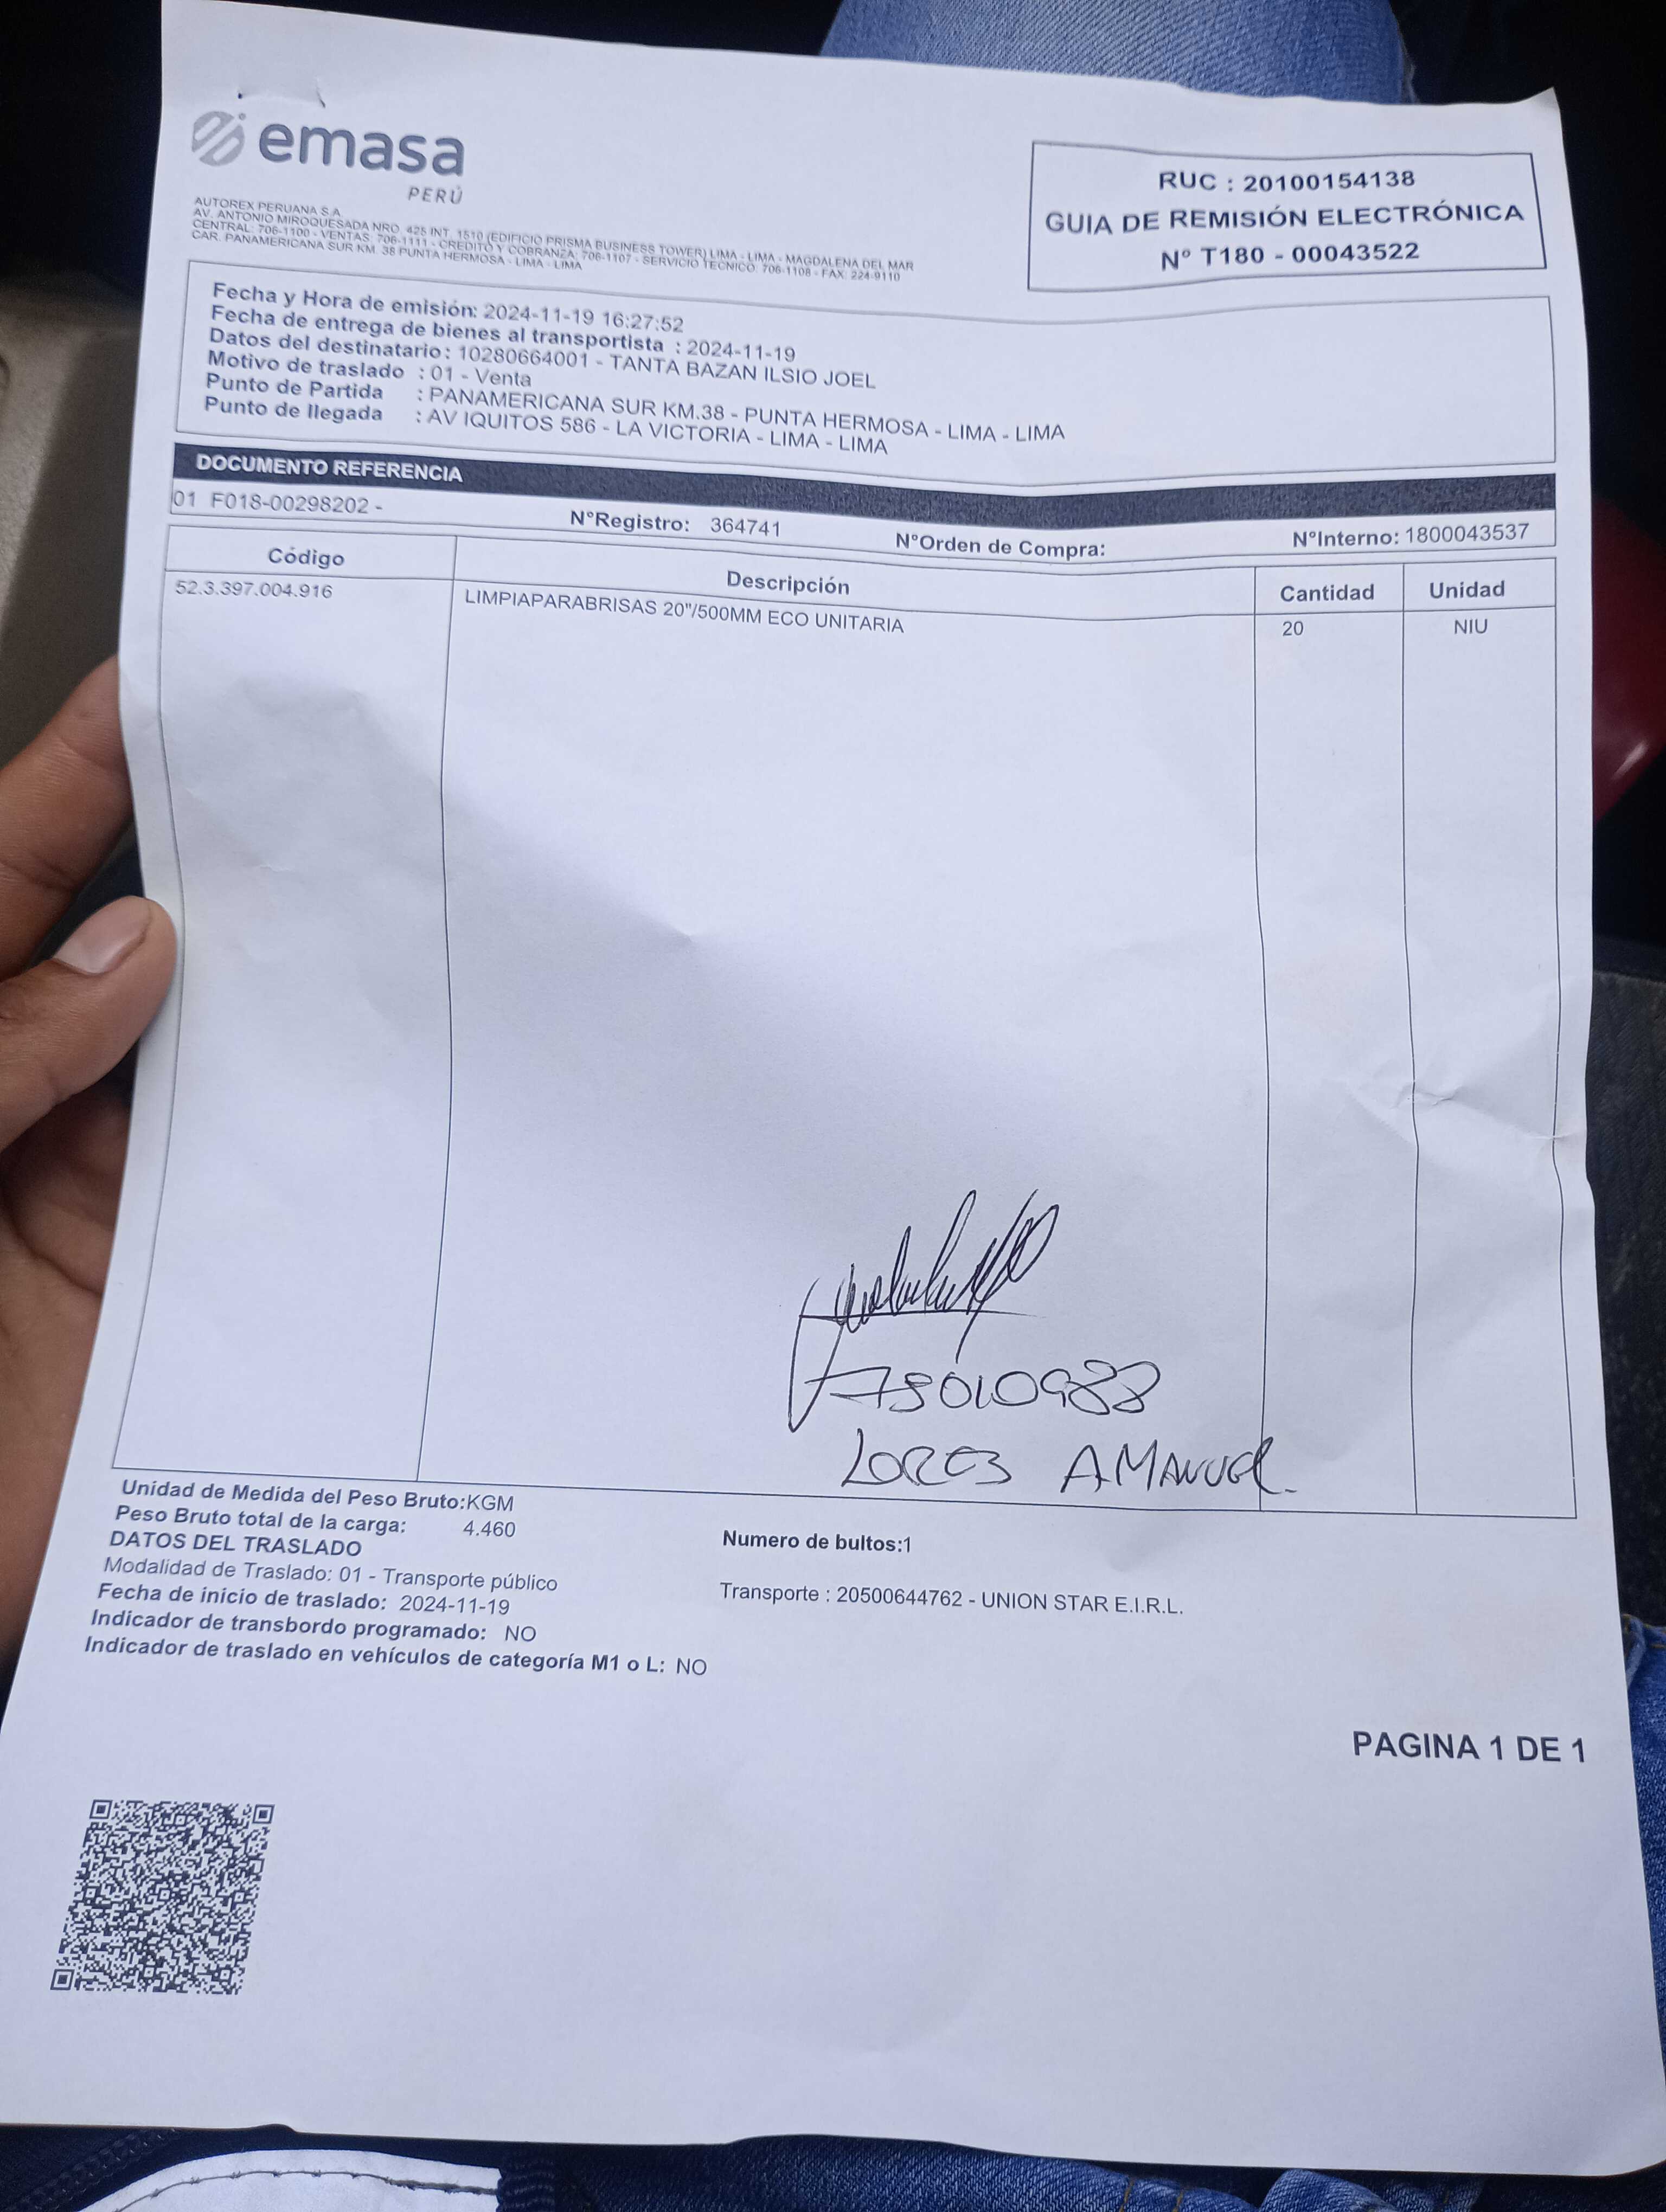 emasa
PERÚ
AUTOREX PERUANA S.A.
AV. ANTONIO MIROQUESADA NRO. 425 INT. 1510 (EDIFICIO PRISMA BUSINESS TOWER) LIMA - LIMA - MAGDALENA DEL MAR
CENTRAL: 706-1100 - VENTAS: 706-1111 - CREDITO Y COBRANZA: 706-1107 - SERVICIO TECNICO: 706-1108 - FAX: 224-9110
CAR. PANAMERICANA SUR KM. 38 PUNTA HERMOSA - LIMA - LIMA
RUC : 20100154138
GUIA DE REMISIÓN ELECTRÓNICA
Nº T180 - 00043522
Fecha y Hora de emisión: 2024-11-19 16:27:52
Fecha de entrega de bienes al transportista : 2024-11-19
Datos del destinatario : 10280664001 - TANTA BAZAN ILSIO JOEL
Motivo de traslado : 01 - Venta
Punto de Partida : PANAMERICANA SUR KM.38 - PUNTA HERMOSA - LIMA - LIMA
Punto de llegada : AV IQUITOS 586 - LA VICTORIA - LIMA - LIMA
DOCUMENTO REFERENCIA
01 F018-00298202 - N°Registro: 364741 N°Orden de Compra: N°Interno: 1800043537
Código Descripción Cantidad Unidad
52.3.397.004.916 LIMPIAPARABRISAS 20"/500MM ECO UNITARIA 20 NIU
LORES A MANUEL
Unidad de Medida del Peso Bruto:KGM
Peso Bruto total de la carga: 4.460
Numero de bultos:1
DATOS DEL TRASLADO
Modalidad de Traslado: 01 - Transporte público
Transporte : 20500644762 - UNION STAR E.I.R.L.
Fecha de inicio de traslado: 2024-11-19
Indicador de transbordo programado: NO
Indicador de traslado en vehículos de categoría M1 o L: NO
PAGINA 1 DE 1